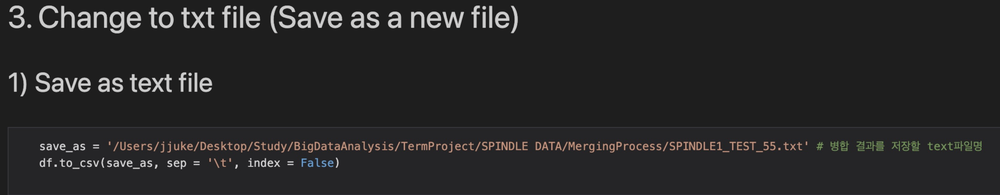 3. Change to txt file (Save as a new file)
1) Save as text file
save_as = '/Users/jjuke/Desktop/Study/BigDataAnalysis/TermProject/SPINDLE DATA/MergingProcess/SPINDLE1_TEST_55.txt' # 병합 결과를 저장할 text파일명
df.to_csv(save_as, sep = '\t', index = False)